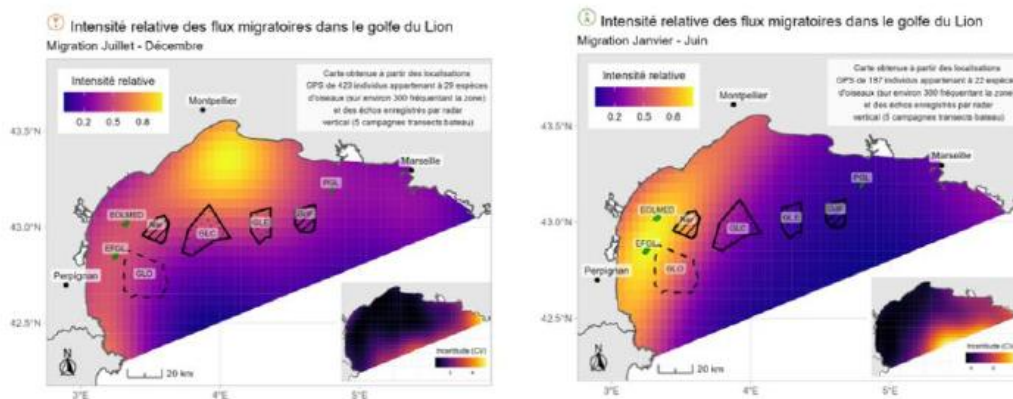 Intensité relative des flux migratoires dans le golfe du Lion
Migration Juillet - Décembre
Intensité relative
0.2 0.5 0.8
Carte obtenue à partir des localisations
GPS de 423 individus appartenant à 29 espèces
d'oiseaux (sur environ 300 fréquentant la zone)
et des échos enregistrés par radar
vertical (5 campagnes transects bateau)
Montpellier
Marseille
PGL
EOLMED
Nar
GLC
GLE
EFGL
GLO
Perpignan
43.5°N
43.0°N
42.5°N
Incertitude (CV)
N
20 km
3°E
4°E
5°E
Intensité relative des flux migratoires dans le golfe du Lion
Migration Janvier - Juin
Intensité relative
0.2 0.5 0.8
Carte obtenue à partir des localisations
GPS de 187 individus appartenant à 22 espèces
d'oiseaux (sur environ 300 fréquentant la zone)
et des échos enregistrés par radar
vertical (5 campagnes transects bateau)
Montpellier
Marseille
PGL
EOLMED
Nar
GLC
GLE
EFGL
GLO
Perpignan
43.5°N
43.0°N
42.5°N
Incertitude (CV)
N
20 km
3°E
4°E
5°E